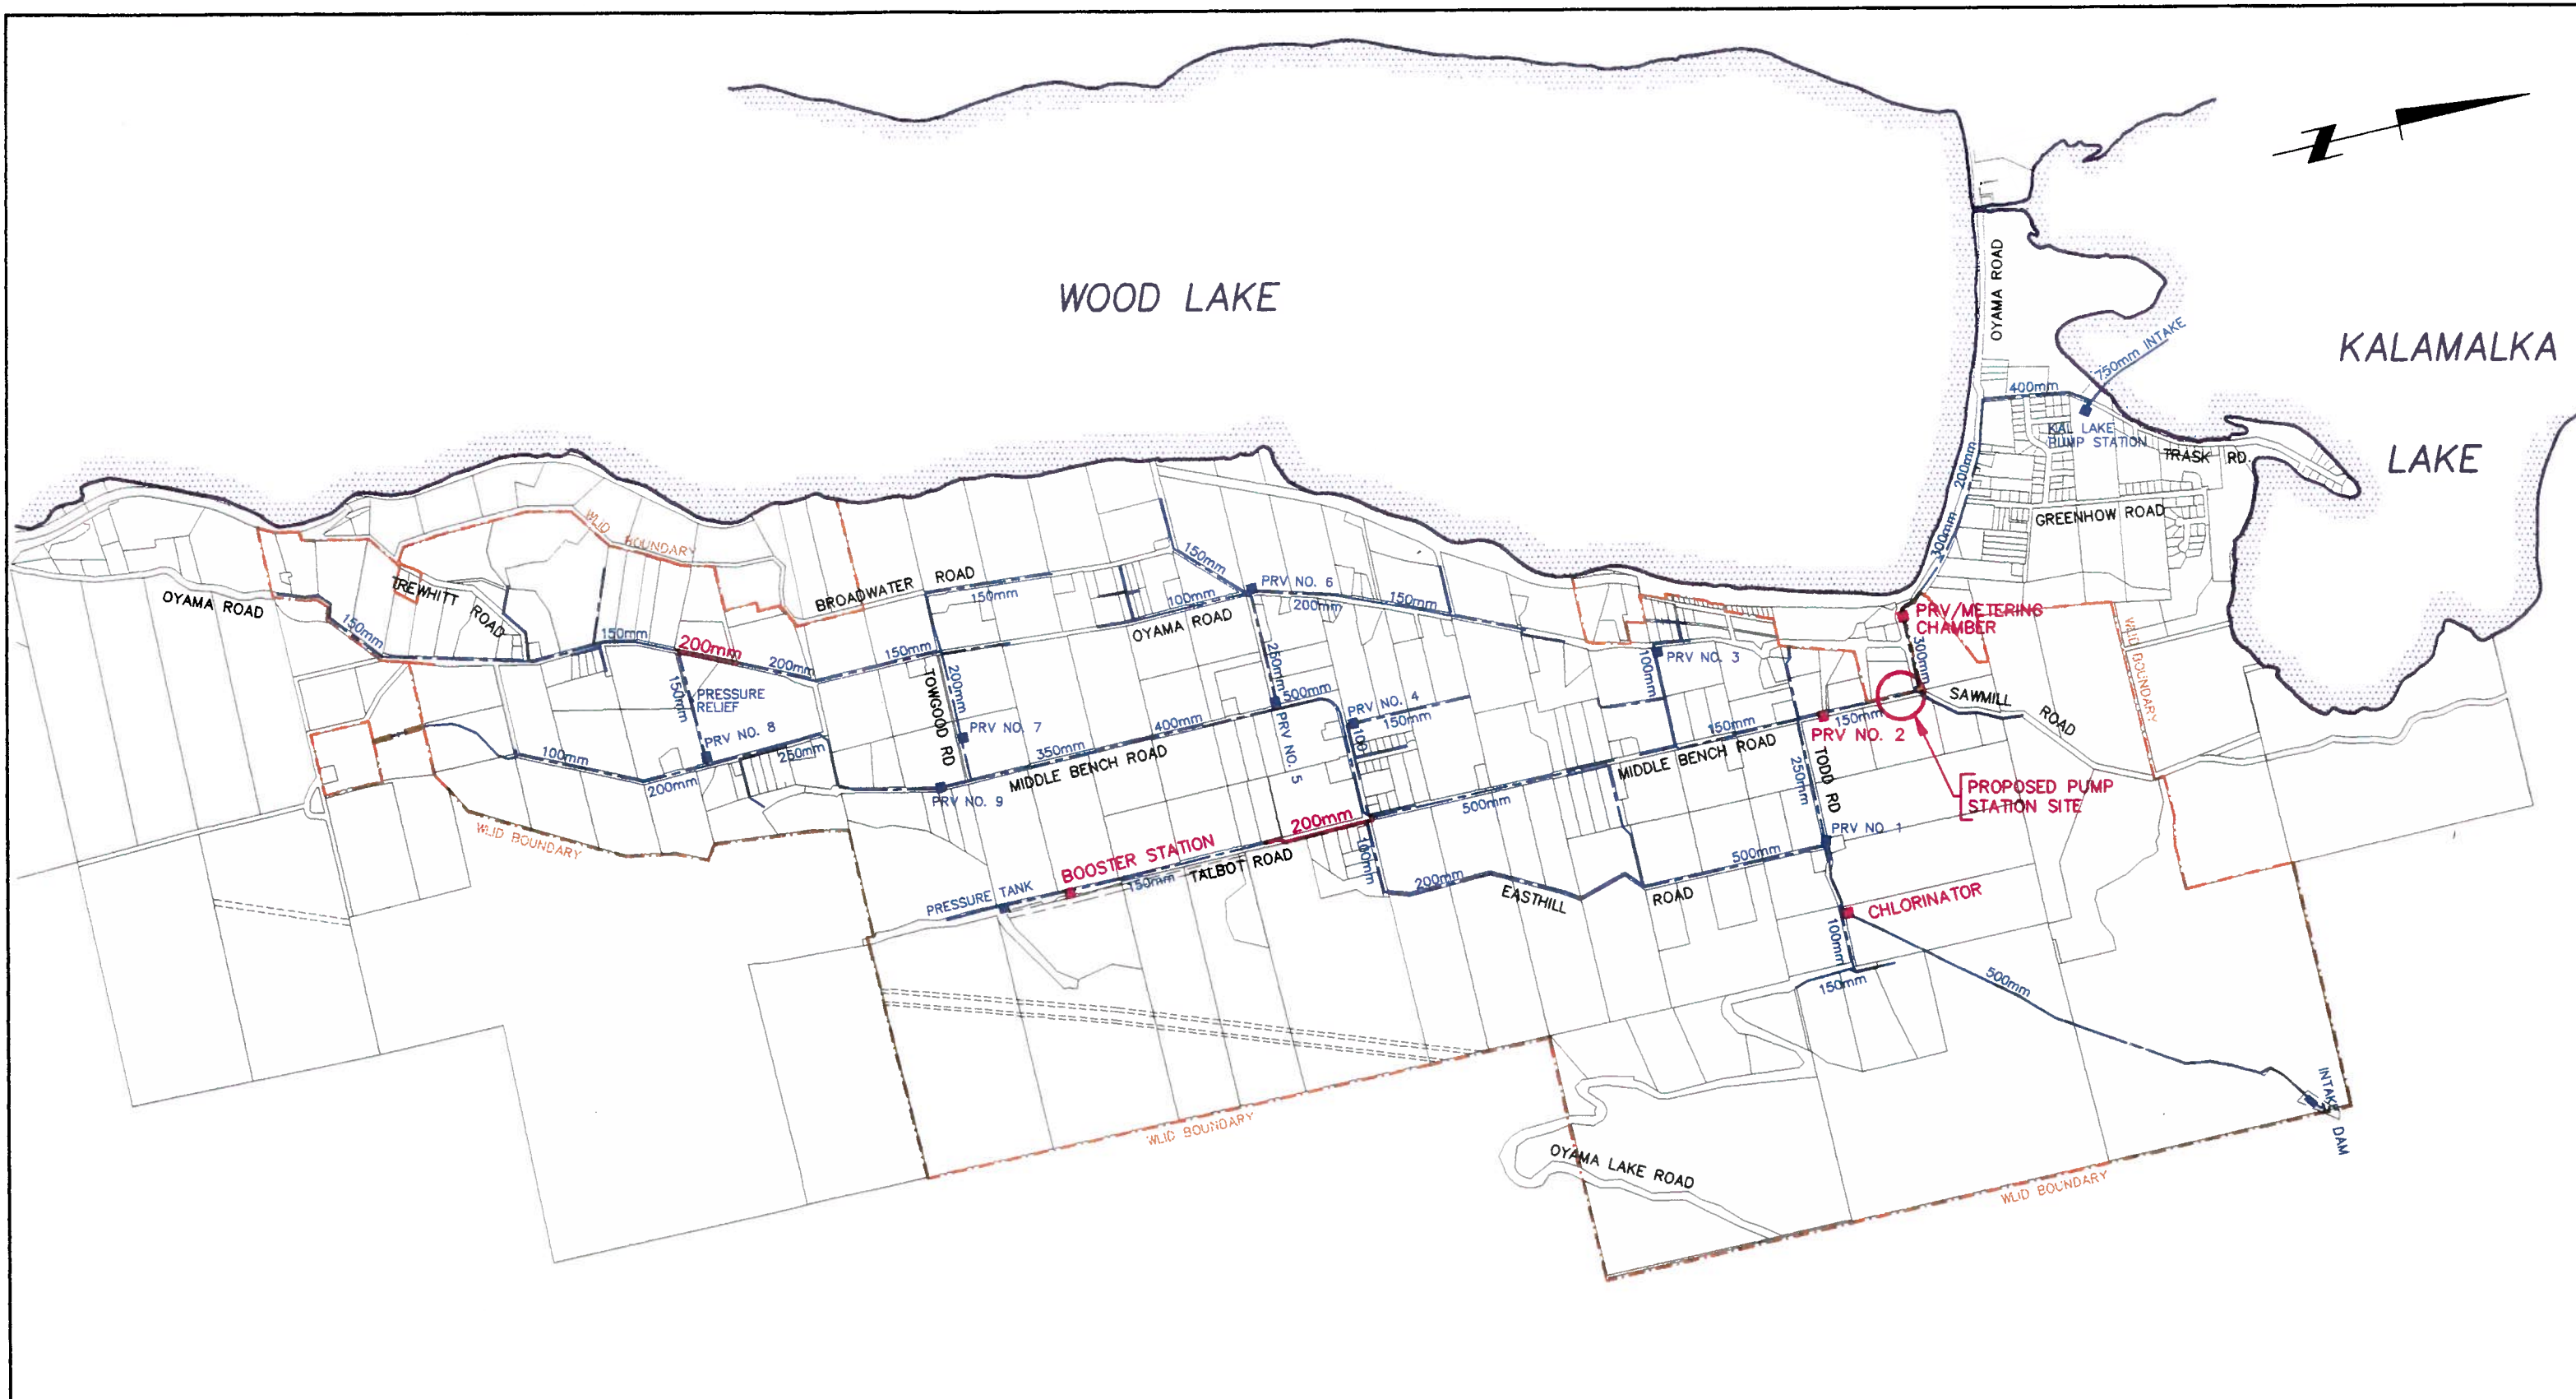 N
WOOD LAKE
KALAMALKA
LAKE
OYAMA ROAD
750mm INTAKE
400mm
KAL LAKE
PUMP STATION
TRASK RD.
200mm
GREENHOW ROAD
300mm
WLID
BOUNDARY
OYAMA ROAD
TREWHITT
ROAD
150mm
150mm
200mm
200mm
150mm
BROADWATER ROAD
150mm
150mm
PRV NO. 6
100mm
OYAMA ROAD
200mm
150mm
PRV/METERING
CHAMBER
300mm
WLID
BOUNDARY
PRV NO. 3
100mm
250mm
TOWGOOD RD
200mm
150mm
PRESSURE
RELIEF
PRV NO. 8
250mm
100mm
200mm
PRV NO. 7
PRV NO. 9
350mm
400mm
MIDDLE BENCH ROAD
500mm
PRV NO. 5
PRV NO. 4
150mm
100
SAWMILL
ROAD
150mm
PRV NO. 2
150mm
MIDDLE BENCH ROAD
TODD RD
250mm
PROPOSED PUMP
STATION SITE
500mm
200mm
PRV NO. 1
500mm
WLID BOUNDARY
BOOSTER STATION
TALBOT ROAD
150mm
PRESSURE TANK
100mm
200mm
EASTHILL
ROAD
CHLORINATOR
100mm
150mm
500mm
INTAKE
DAM
WLID BOUNDARY
OYAMA LAKE ROAD
WLID BOUNDARY